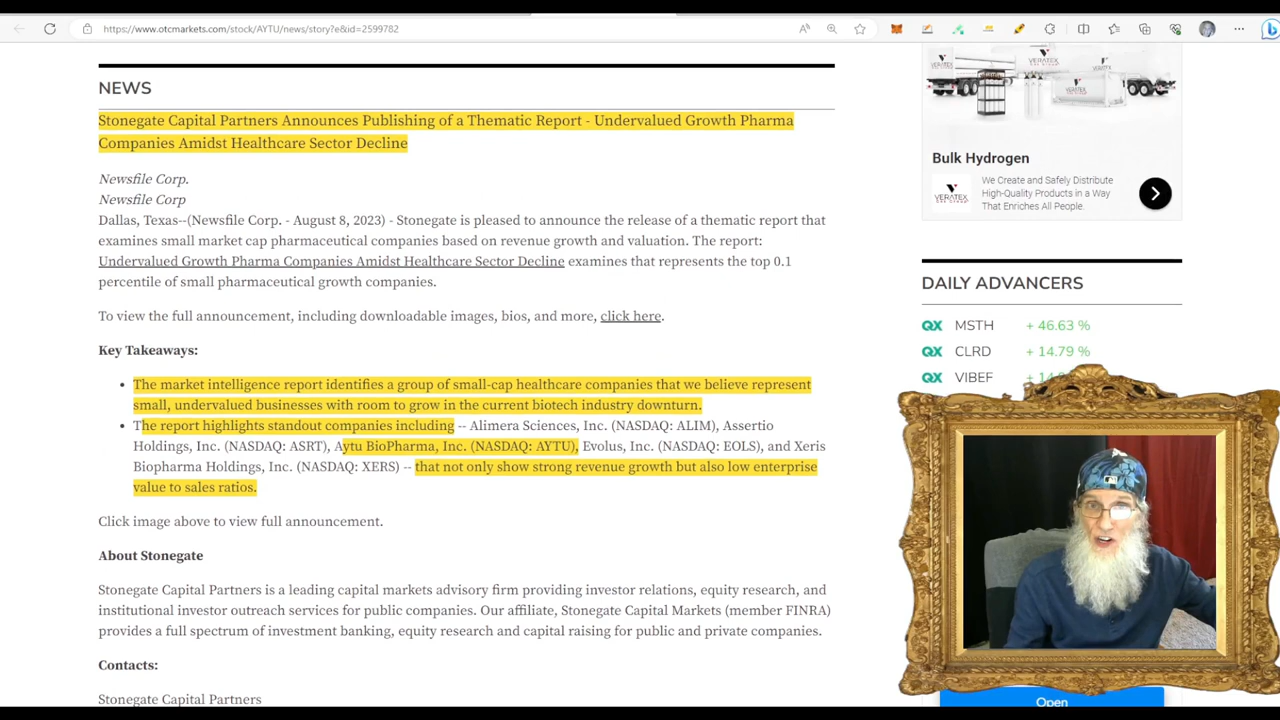 https://www.otcmarkets.com/stock/AYTU/news/story?e&id=2599782
NEWS
Stonegate Capital Partners Announces Publishing of a Thematic Report - Undervalued Growth Pharma
Companies Amidst Healthcare Sector Decline
Newsfile Corp.
Newsfile Corp
Dallas, Texas--(Newsfile Corp. - August 8, 2023) - Stonegate is pleased to announce the release of a thematic report that
examines small market cap pharmaceutical companies based on revenue growth and valuation. The report:
Undervalued Growth Pharma Companies Amidst Healthcare Sector Decline examines that represents the top 0.1
percentile of small pharmaceutical growth companies.
To view the full announcement, including downloadable images, bios, and more, click here.
Key Takeaways:
• The market intelligence report identifies a group of small-cap healthcare companies that we believe represent
small, undervalued businesses with room to grow in the current biotech industry downturn.
• The report highlights standout companies including -- Alimera Sciences, Inc. (NASDAQ: ALIM), Assertio
Holdings, Inc. (NASDAQ: ASRT), Aytu BioPharma, Inc. (NASDAQ: AYTU), Evolus, Inc. (NASDAQ: EOLS), and Xeris
Biopharma Holdings, Inc. (NASDAQ: XERS) -- that not only show strong revenue growth but also low enterprise
value to sales ratios.
Click image above to view full announcement.
About Stonegate
Stonegate Capital Partners is a leading capital markets advisory firm providing investor relations, equity research, and
institutional investor outreach services for public companies. Our affiliate, Stonegate Capital Markets (member FINRA)
provides a full spectrum of investment banking, equity research and capital raising for public and private companies.
Contacts:
Stonegate Capital Partners
VERATEX
VERATEX
VERATEX
Bulk Hydrogen
VERATEX
We Create and Safely Distribute
High-Quality Products in a Way
That Enriches All People.
DAILY ADVANCERS
QX MSTH + 46.63 %
QX CLRD + 14.79 %
QX VIBEF
Open